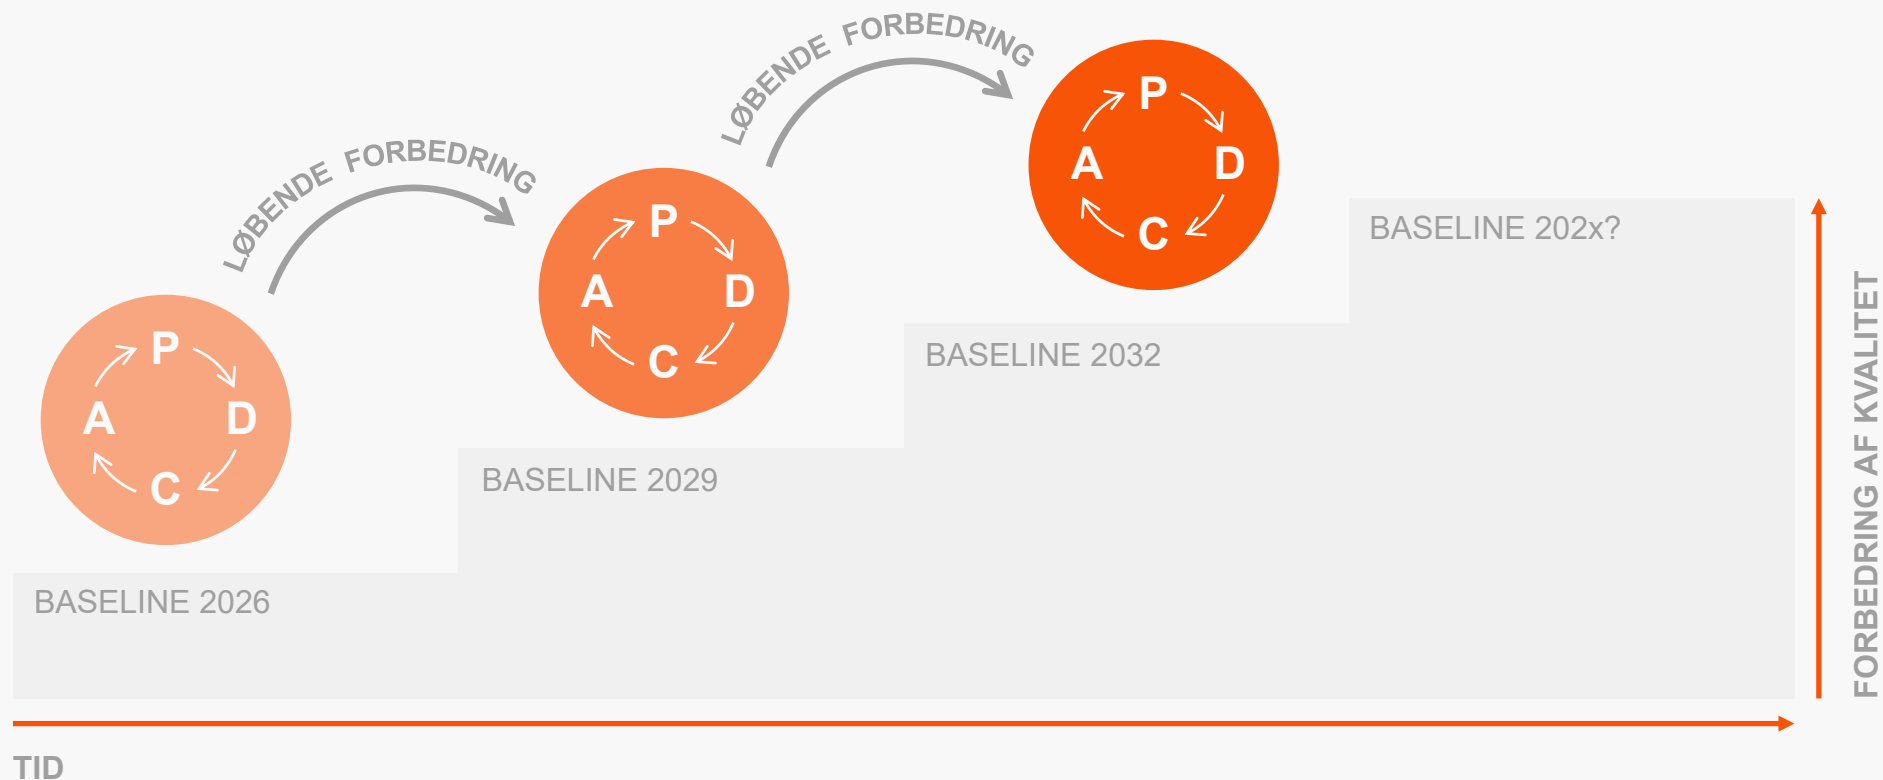 LØBENDE FORBEDRING
LØBENDE FORBEDRING
P
D
C
A
P
D
C
A
P
D
C
A
BASELINE 202x?
BASELINE 2032
BASELINE 2029
BASELINE 2026
FORBEDRING AF KVALITET
TID